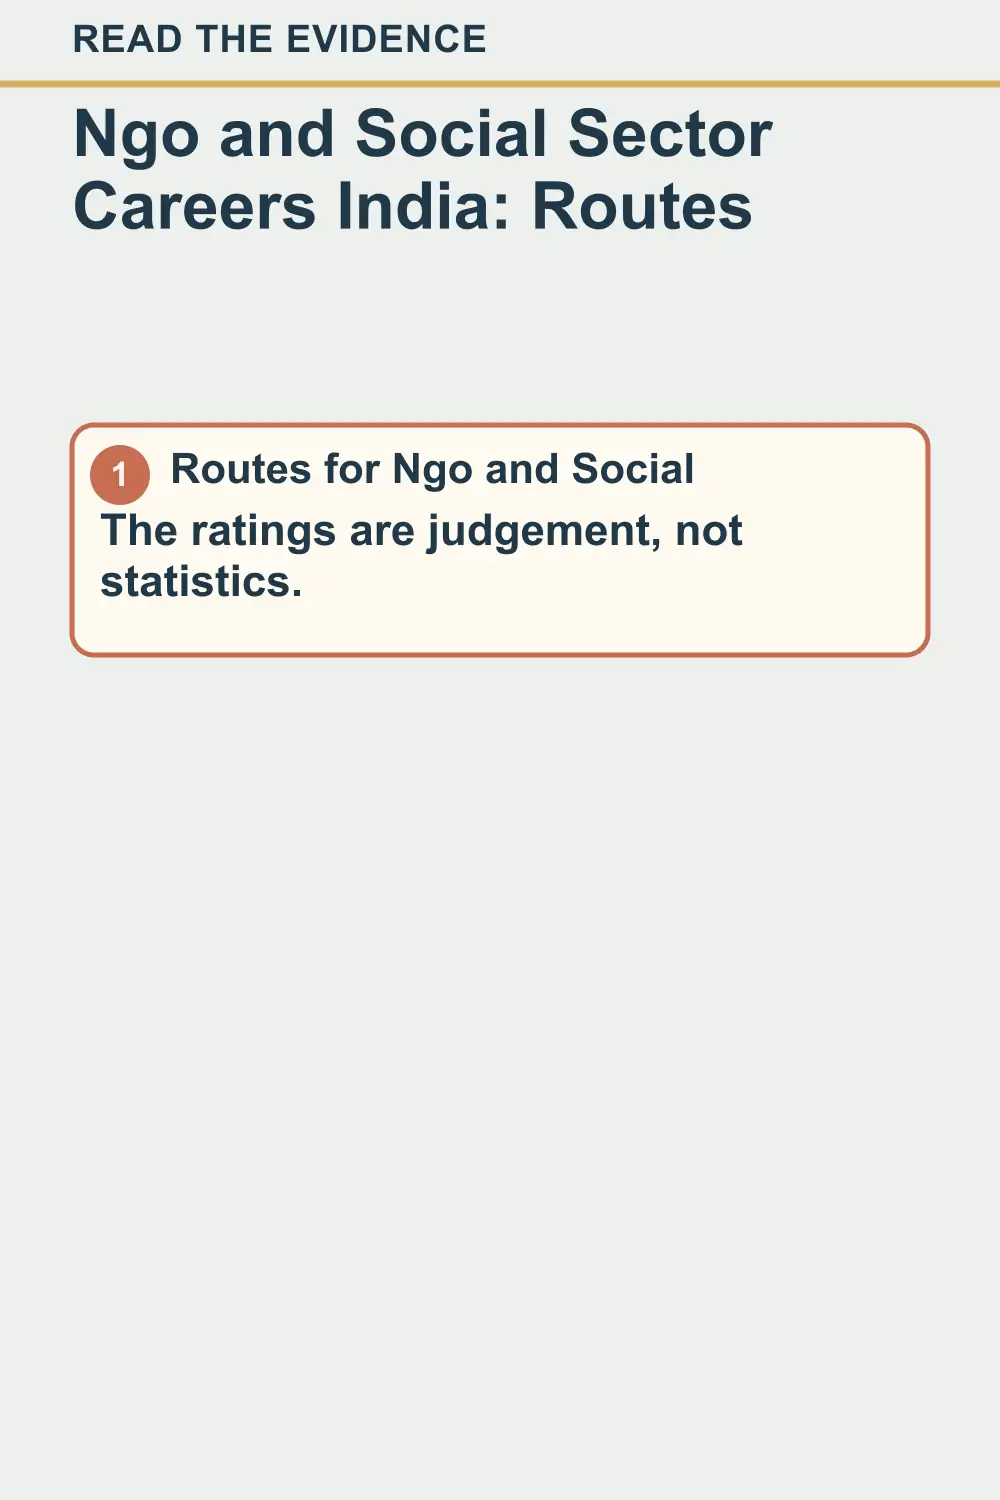 READ THE EVIDENCE
Ngo and Social Sector
Careers India: Routes
1 Routes for Ngo and Social
The ratings are judgement, not
statistics.